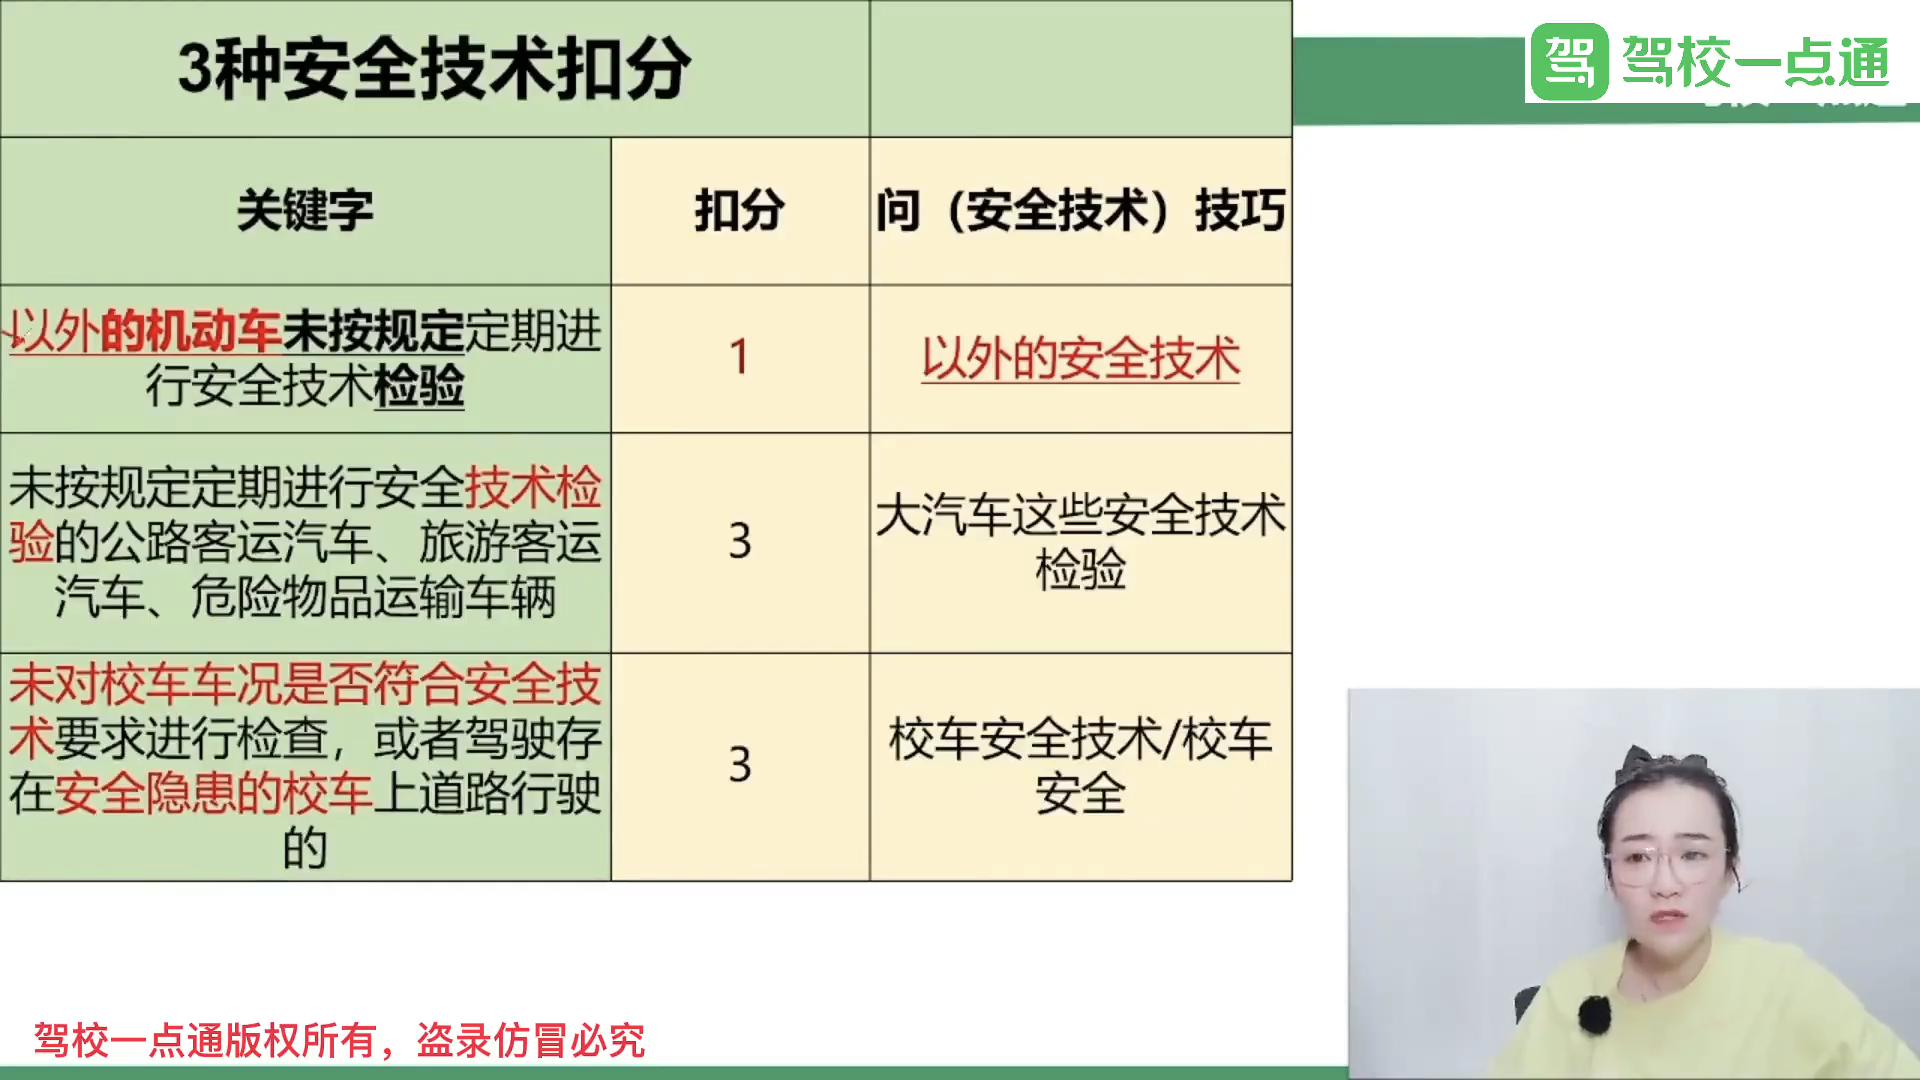 3种安全技术扣分
驾 驾校一点通
关键字
扣分
问（安全技术）技巧
以外的机动车未按规定定期进
行安全技术检验
1
以外的安全技术
未按规定定期进行安全技术检
验的公路客运汽车、旅游客运
汽车、危险物品运输车辆
3
大汽车这些安全技术
检验
未对校车车况是否符合安全技
术要求进行检查，或者驾驶存
在安全隐患的校车上道路行驶
的
3
校车安全技术/校车
安全
驾校一点通版权所有，盗录仿冒必究